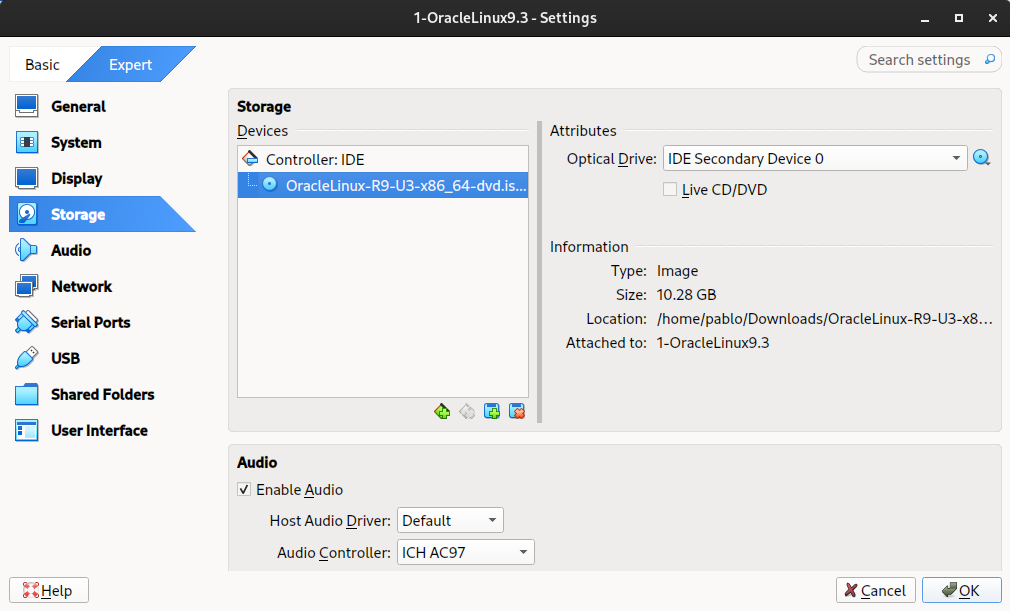 1-OracleLinux9.3 - Settings
Basic
Expert
Search settings
General
System
Display
Storage
Audio
Network
Serial Ports
USB
Shared Folders
User Interface
Storage
Devices
Controller: IDE
OracleLinux-R9-U3-x86_64-dvd.is...
Attributes
Optical Drive: IDE Secondary Device 0
Live CD/DVD
Information
Type: Image
Size: 10.28 GB
Location: /home/pablo/Downloads/OracleLinux-R9-U3-x8...
Attached to: 1-OracleLinux9.3
Audio
Enable Audio
Host Audio Driver: Default
Audio Controller: ICH AC97
Help
Cancel
OK